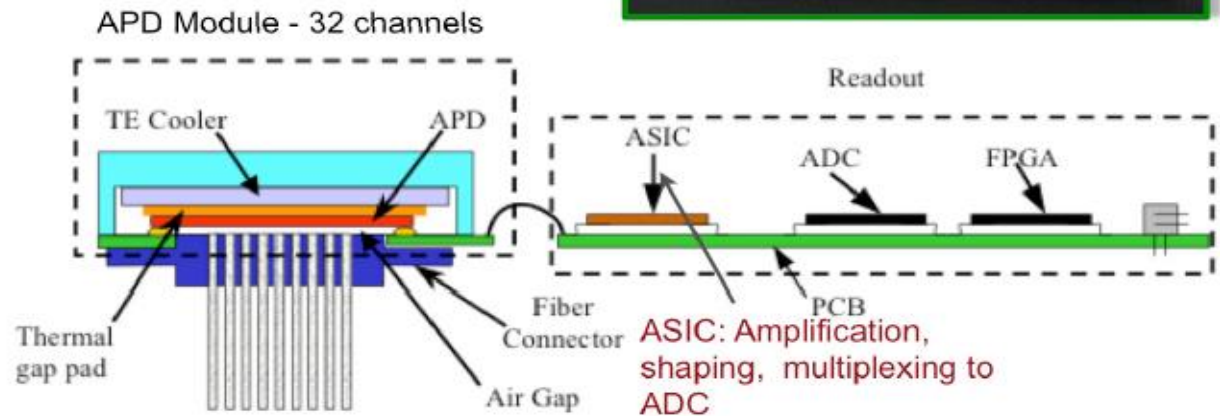 APD Module - 32 channels
Readout
TE Cooler
APD
ASIC
ADC
FPGA
Thermal
gap pad
Fiber
Connector
Air Gap
PCB
ASIC: Amplification,
shaping, multiplexing to
ADC